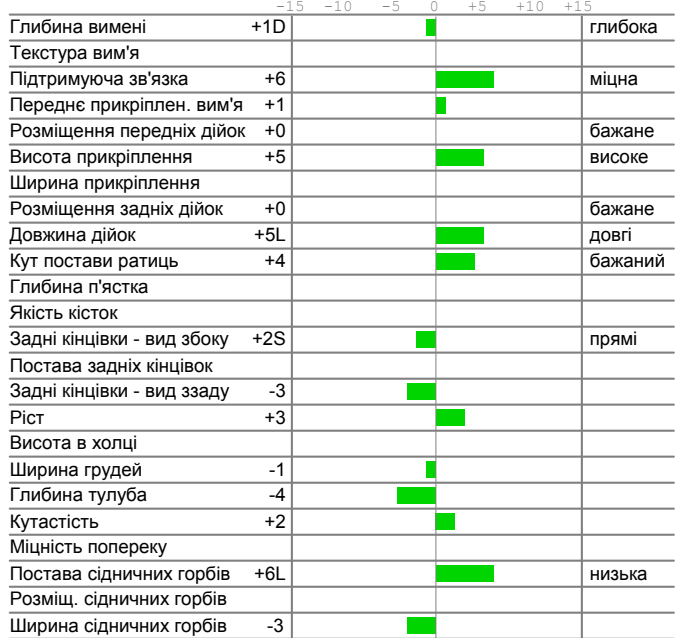 -15 -10 -5 0 +5 +10 +15
Глибина вимені +1D глибока
Текстура вим'я
Підтримуюча зв'язка +6 міцна
Переднє прикріплен. вим'я +1
Розміщення передніх дійок +0 бажане
Висота прикріплення +5 високе
Ширина прикріплення
Розміщення задніх дійок +0 бажане
Довжина дійок +5L довгі
Кут постави ратиць +4 бажаний
Глибина п'ястка
Якість кісток
Задні кінцівки - вид збоку +2S прямі
Постава задніх кінцівок
Задні кінцівки - вид ззаду -3
Ріст +3
Висота в холці
Ширина грудей -1
Глибина тулуба -4
Кутастість +2
Міцність попереку
Постава сідничних горбів +6L низька
Розміщ. сідничних горбів
Ширина сідничних горбів -3